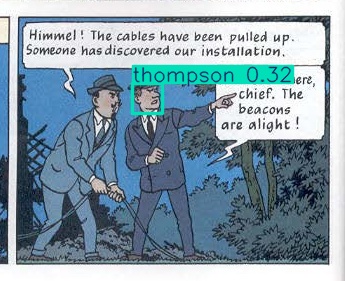 Himmel! The cables have been pulled up.
Someone has discovered our installation.
thompson 0.32
ere,
chief. The
beacons
are alight!